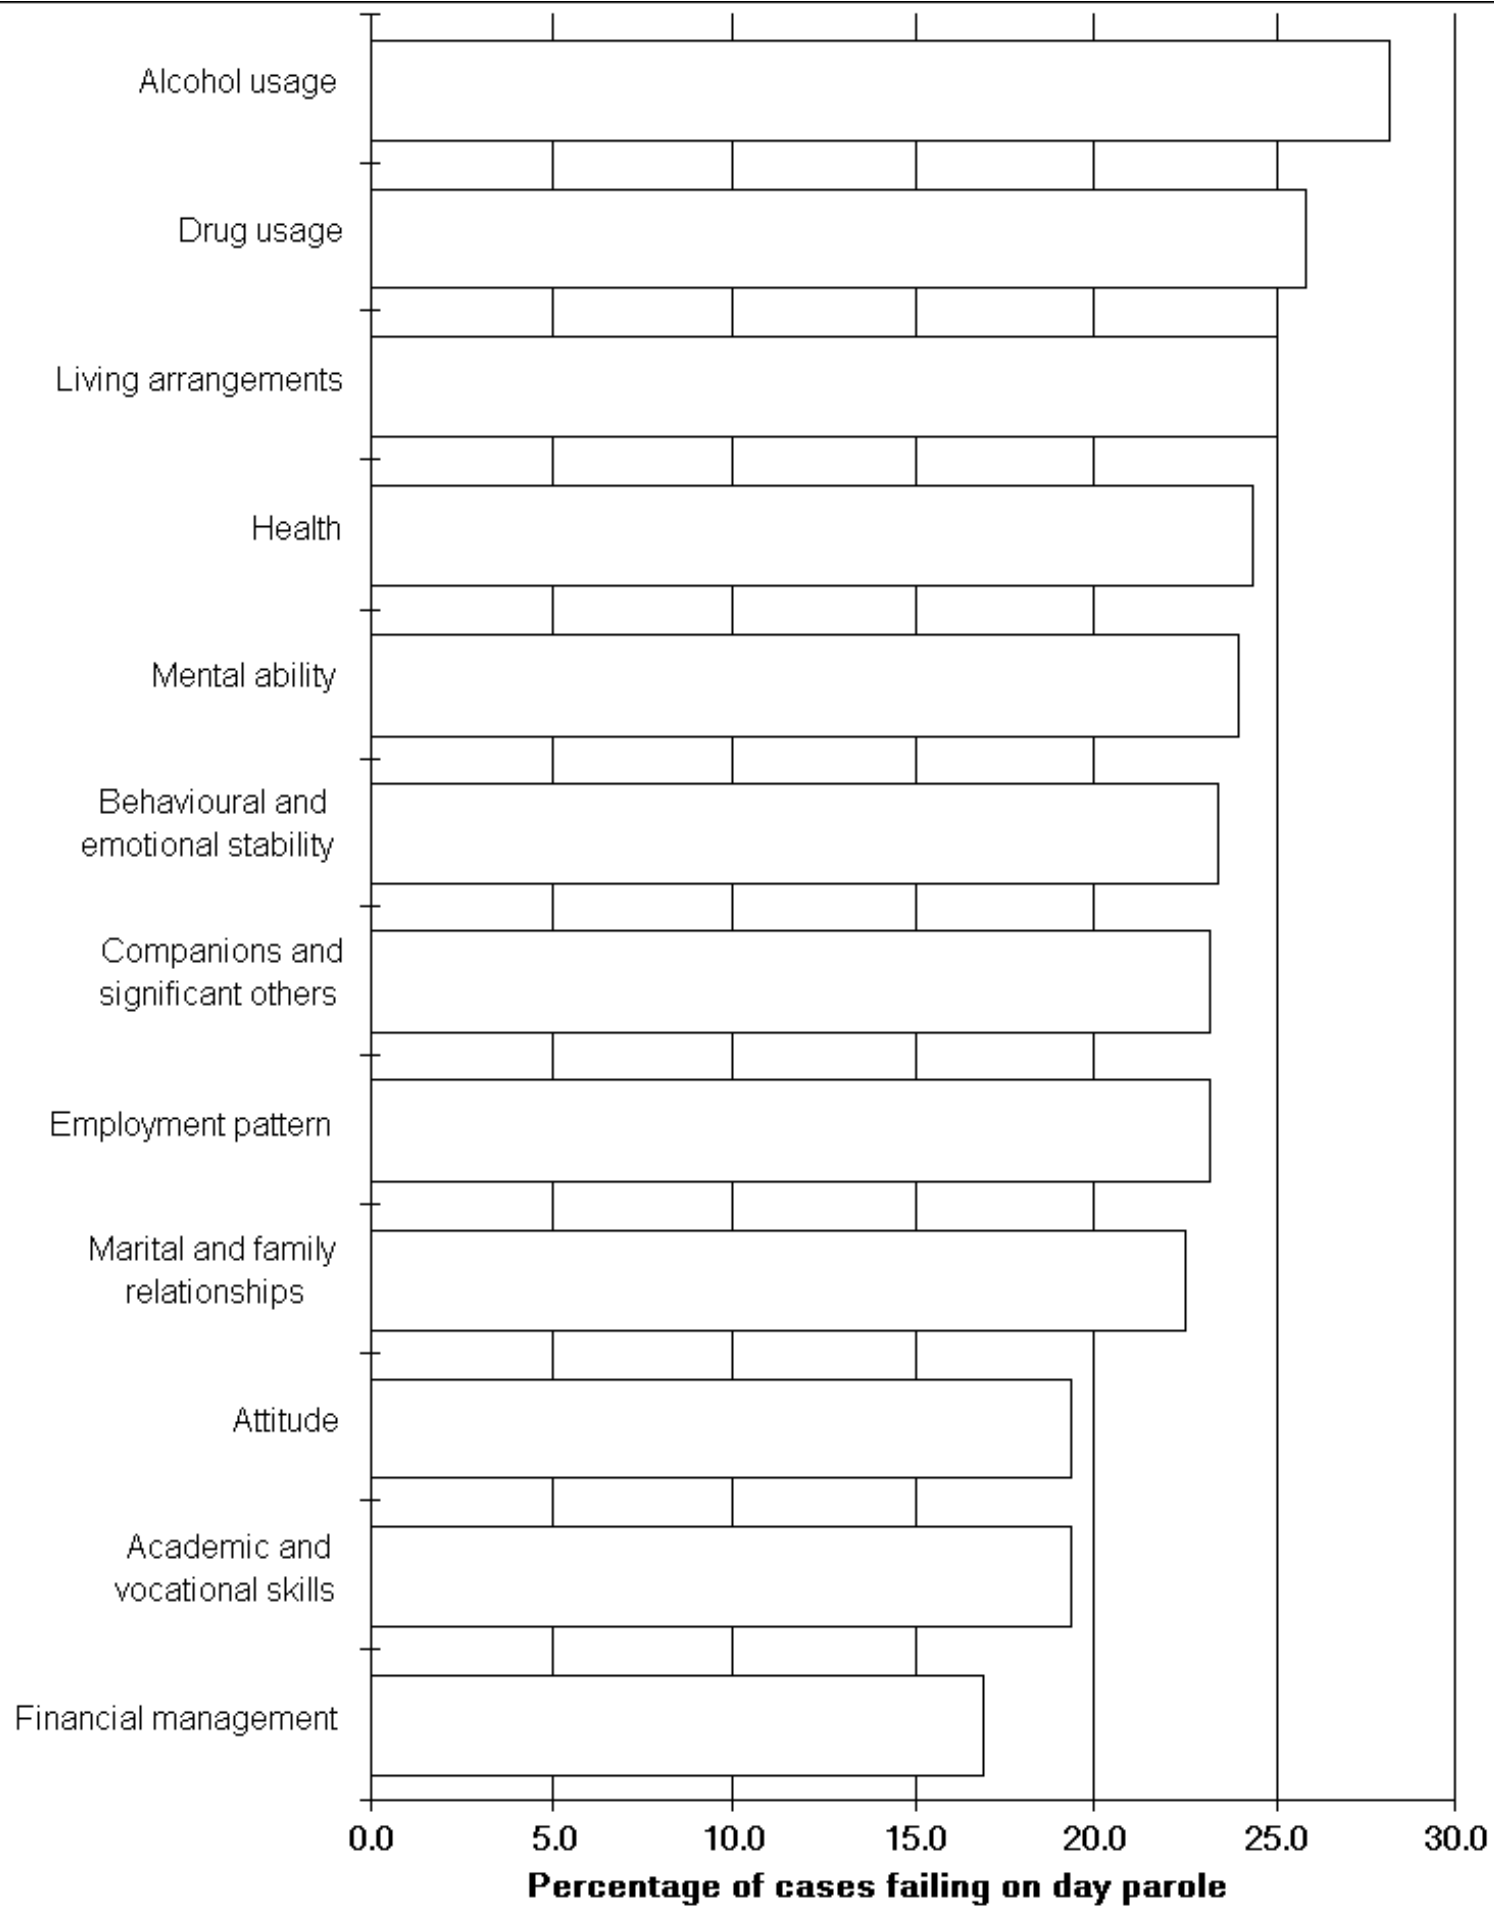 Alcohol usage
Drug usage
Living arrangements
Health
Mental ability
Behavioural and
emotional stability
Companions and
significant others
Employment pattern
Marital and family
relationships
Attitude
Academic and
vocational skills
Financial management
0.0 5.0 10.0 15.0 20.0 25.0 30.0
Percentage of cases failing on day parole